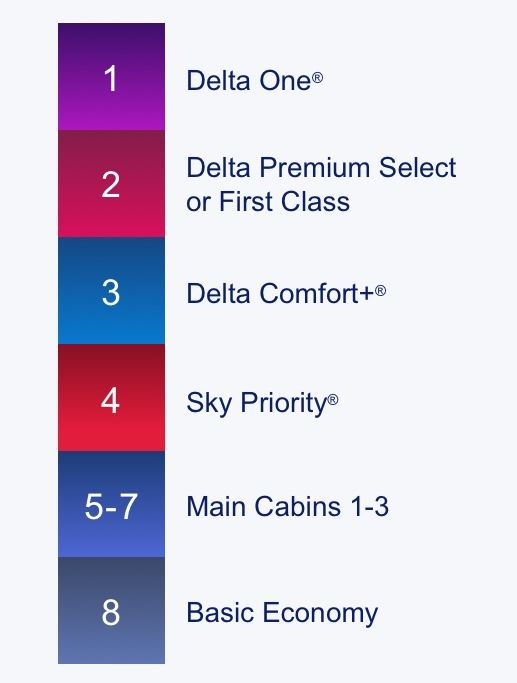 1 Delta One®
2 Delta Premium Select
or First Class
3 Delta Comfort+®
4 Sky Priority®
5-7 Main Cabins 1-3
8 Basic Economy